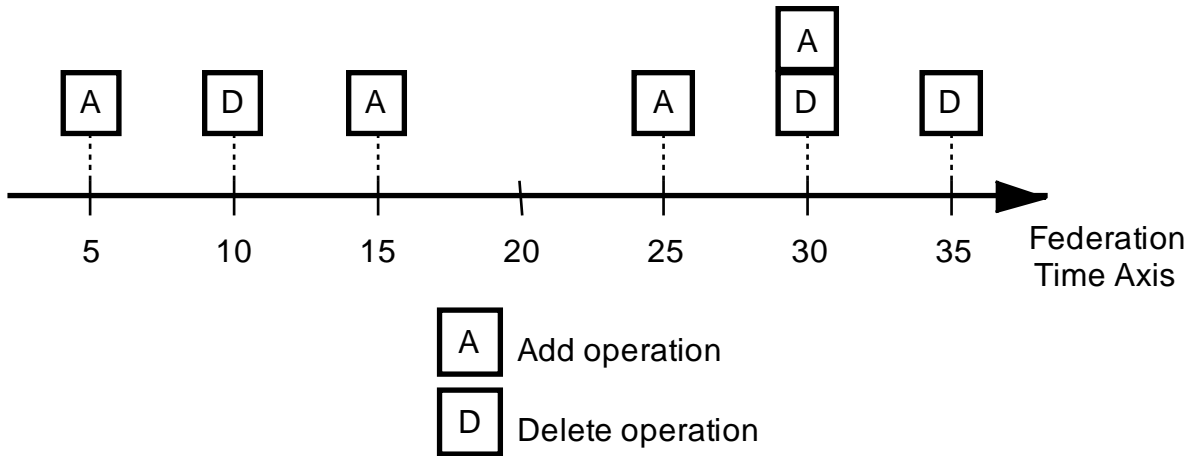 A
A D A A D D
5 10 15 20 25 30 35
Federation
Time Axis
A Add operation
D Delete operation